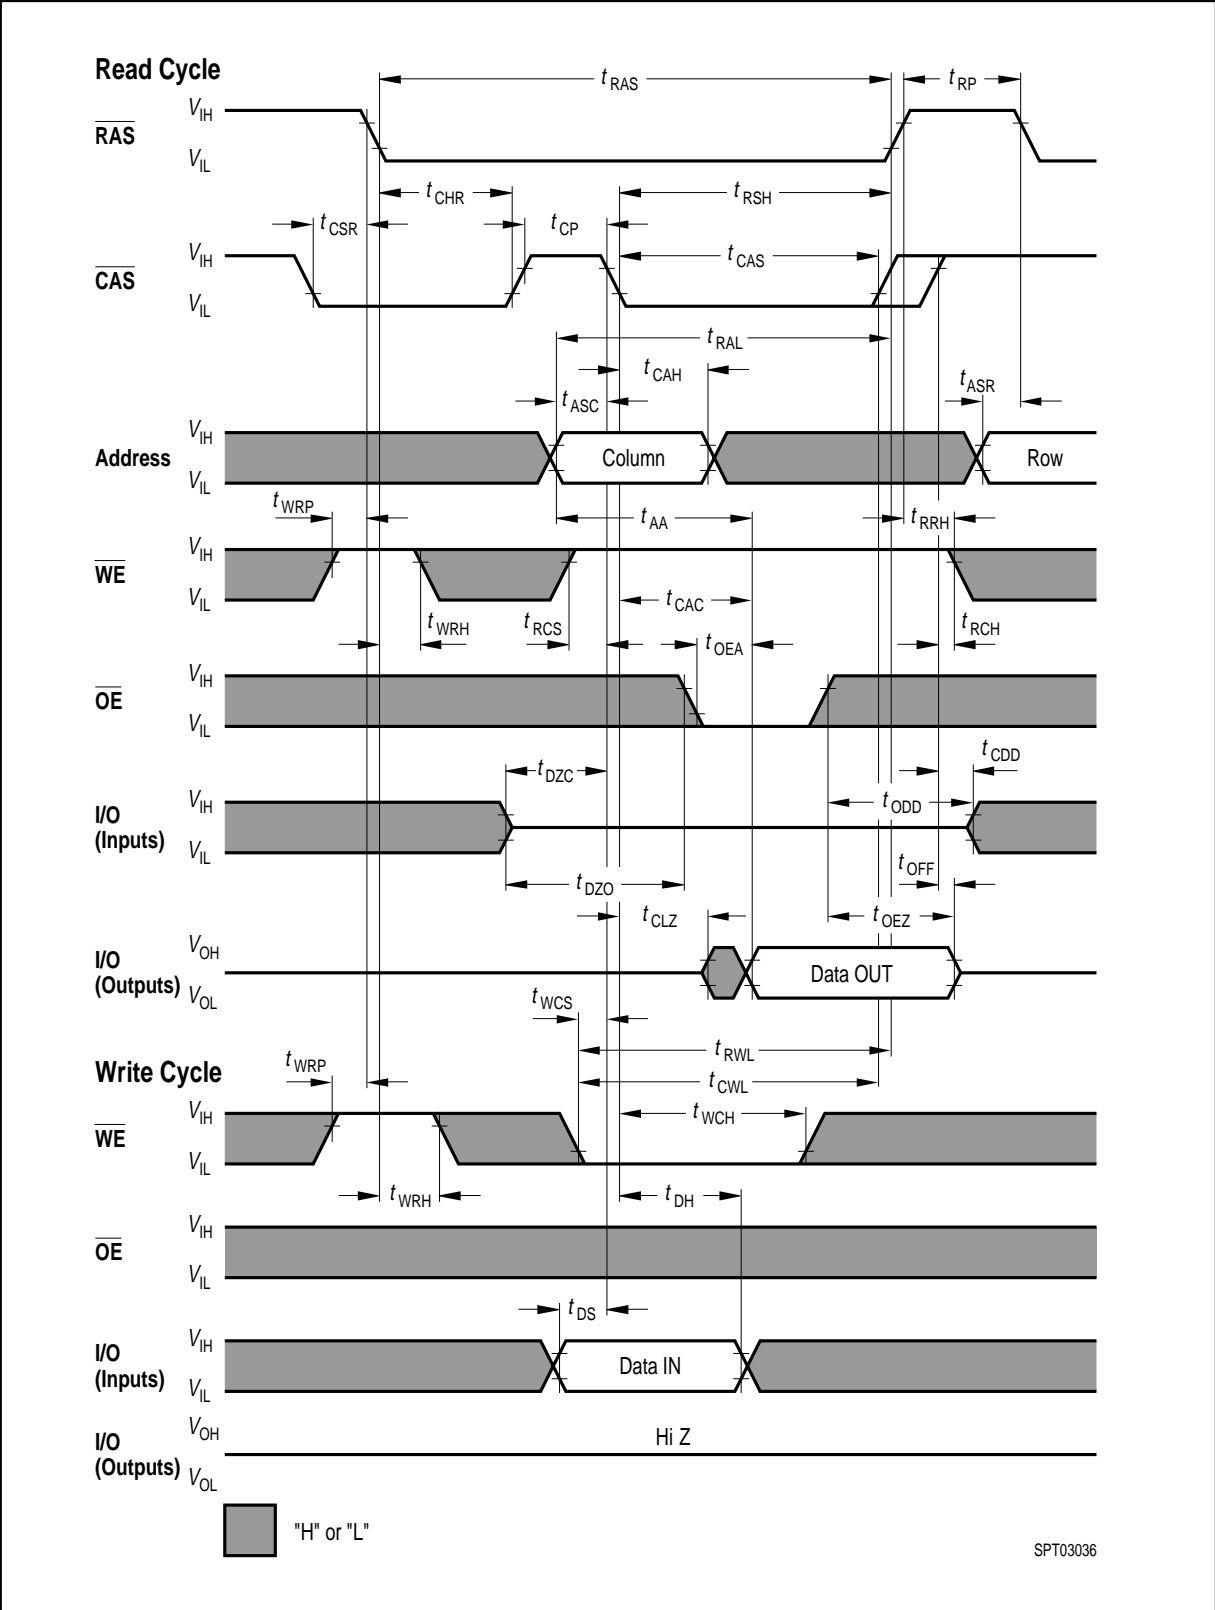 Read Cycle
tRAS
tRP
VIH
RAS
VIL
tCHR
tRSH
tCSR
tCP
VIH
tCAS
CAS
VIL
tRAL
tCAH
tASR
tASC
VIH
Address
Column
Row
VIL
tWRP
tAA
tRRH
VIH
WE
VIL
tCAC
tWRH
tRCS
tRCH
tOEA
VIH
OE
VIL
tCDD
tDZC
VIH
tODD
I/O
(Inputs)
VIL
tOFF
tDZO
tCLZ
tOEZ
VOH
I/O
(Outputs)
Data OUT
VOL
tWCS
tRWL
Write Cycle
tWRP
tCWL
VIH
tWCH
WE
VIL
tWRH
tDH
VIH
OE
VIL
tDS
VIH
I/O
(Inputs)
Data IN
VIL
VOH
Hi Z
I/O
(Outputs)
VOL
"H" or "L"
SPT03036